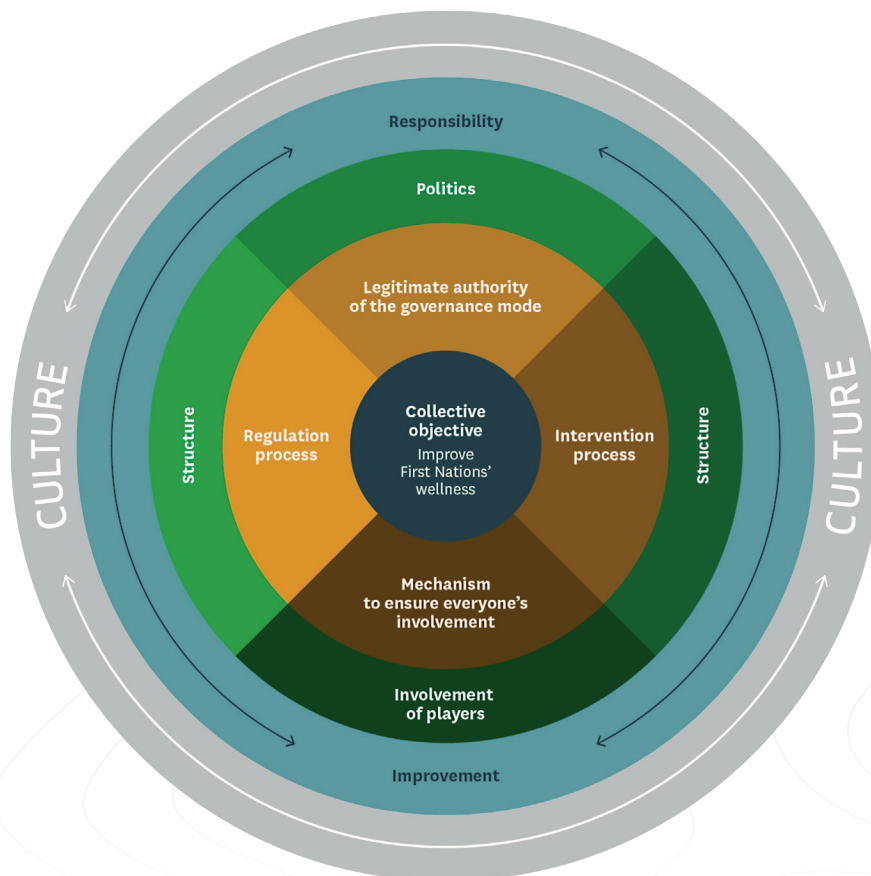 Responsibility
Politics
Legitimate authority
of the governance mode
CULTURE
Structure
Regulation
process
Collective
objective
Improve
First Nations’
wellness
Intervention
process
Structure
CULTURE
Mechanism
to ensure everyone’s
involvement
Involvement
of players
Improvement